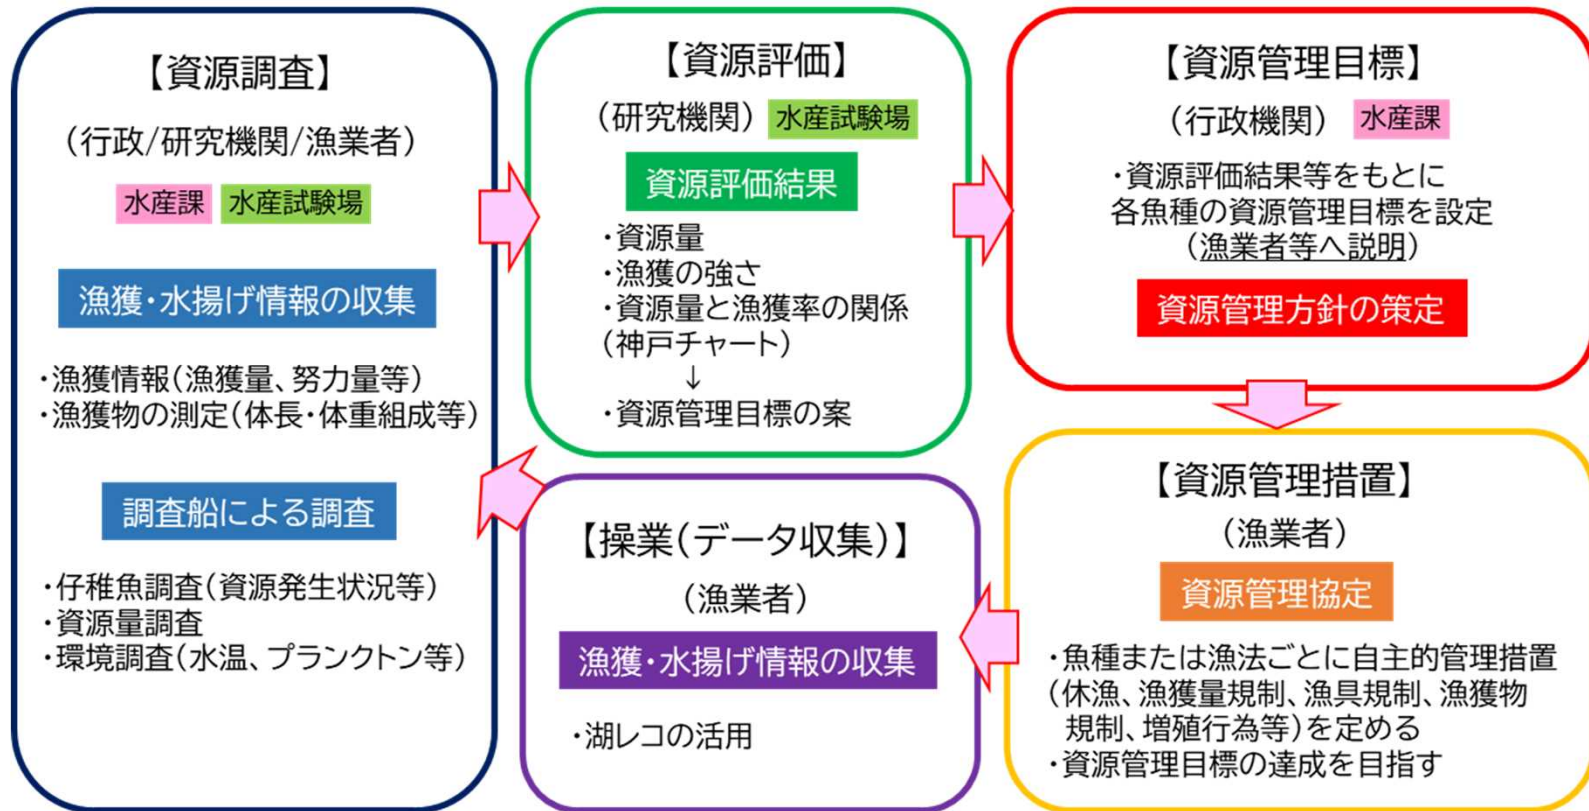 【資源調査】
(行政/研究機関/漁業者)
水産課 水産試験場
漁獲・水揚げ情報の収集
・漁獲情報(漁獲量、努力量等)
・漁獲物の測定(体長・体重組成等)
調査船による調査
・仔稚魚調査(資源発生状況等)
・資源量調査
・環境調査(水温、プランクトン等)
【資源評価】
(研究機関) 水産試験場
資源評価結果
・資源量
・漁獲の強さ
・資源量と漁獲率の関係
(神戸チャート)
↓
・資源管理目標の案
【資源管理目標】
(行政機関) 水産課
・資源評価結果等をもとに
各魚種の資源管理目標を設定
(漁業者等へ説明)
資源管理方針の策定
【資源管理措置】
(漁業者)
資源管理協定
・魚種または漁法ごとに自主的管理措置
(休漁、漁獲量規制、漁具規制、漁獲物
規制、増殖行為等)を定める
・資源管理目標の達成を目指す
【操業(データ収集)】
(漁業者)
漁獲・水揚げ情報の収集
・湖レコの活用